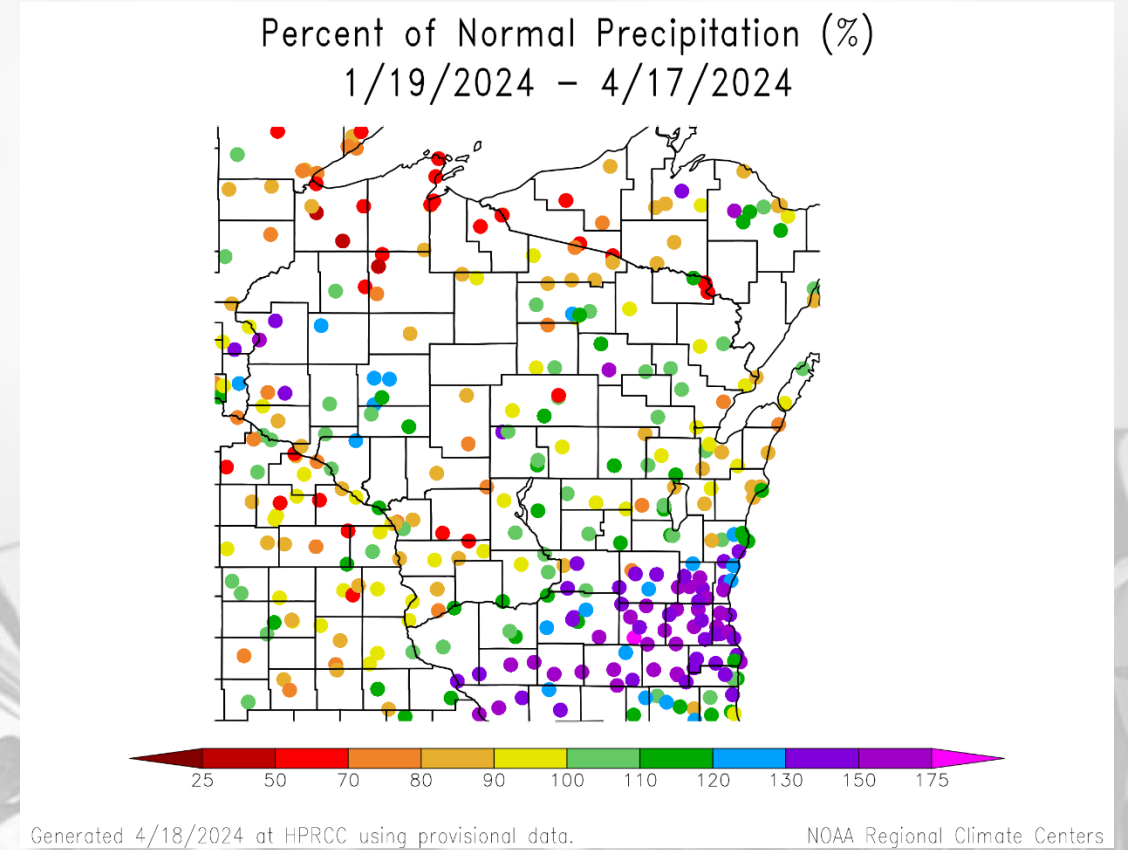 Percent of Normal Precipitation (%)
1/19/2024 – 4/17/2024
25 50 70 80 90 100 110 120 130 150 175
Generated 4/18/2024 at HPRCC using provisional data. NOAA Regional Climate Centers